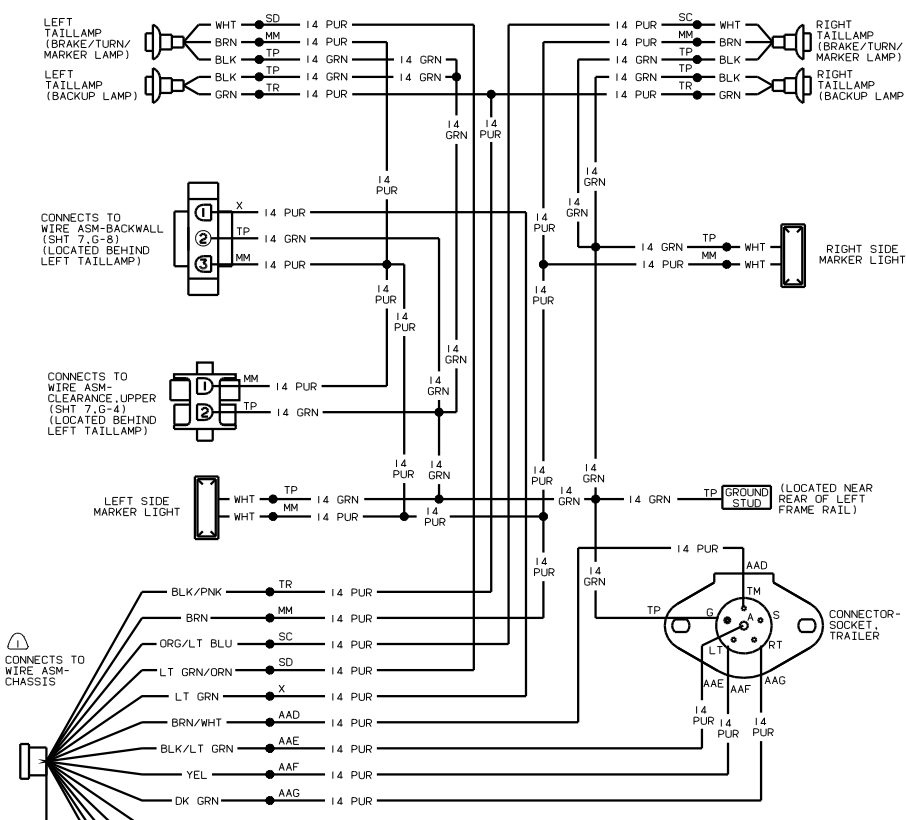 LEFT
TAILLAMP
(BRAKE/TURN/
MARKER LAMP)
WHT SD 14 PUR
BRN MM 14 PUR
BLK TP 14 GRN 14 GRN
LEFT
TAILLAMP
(BACKUP LAMP)
BLK TP 14 GRN 14 GRN
GRN TR 14 PUR
14 PUR SC WHT
14 PUR MM BRN
14 GRN TP BLK
RIGHT
TAILLAMP
(BRAKE/TURN/
MARKER LAMP)
14 GRN TP BLK
14 PUR TR GRN
RIGHT
TAILLAMP
(BACKUP LAMP
14
GRN
14
PUR
14
PUR
14
GRN
14
GRN
14
PUR
CONNECTS TO
WIRE ASM-BACKWALL
(SHT 7,G-8)
(LOCATED BEHIND
LEFT TAILLAMP)
1 X 14 PUR
2 TP 14 GRN
3 MM 14 PUR
14 GRN TP WHT
14 PUR MM WHT
RIGHT SIDE
MARKER LIGHT
14
PUR
14
PUR
14
PUR
14
GRN
14
GRN
CONNECTS TO
WIRE ASM-
CLEARANCE,UPPER
(SHT 7,G-4)
(LOCATED BEHIND
LEFT TAILLAMP)
1 MM 14 PUR
2 TP 14 GRN
14
PUR
14
GRN
14
PUR
14
GRN
LEFT SIDE
MARKER LIGHT
WHT TP 14 GRN
14
GRN
14 GRN TP
GROUND
STUD
(LOCATED NEAR
REAR OF LEFT
FRAME RAIL)
WHT MM 14 PUR
14
PUR
14
PUR
14
GRN
14 PUR
AAD
TM
TP G A S
LT RT
CONNECTOR-
SOCKET,
TRAILER
AAE AAF AAG
14
PUR
14
PUR
14
PUR
1
CONNECTS TO
WIRE ASM-
CHASSIS
BLK/PNK TR 14 PUR
BRN MM 14 PUR
ORG/LT BLU SC 14 PUR
LT GRN/ORN SD 14 PUR
LT GRN X 14 PUR
BRN/WHT AAD 14 PUR
BLK/LT GRN AAE 14 PUR
YEL AAF 14 PUR
DK GRN AAG 14 PUR